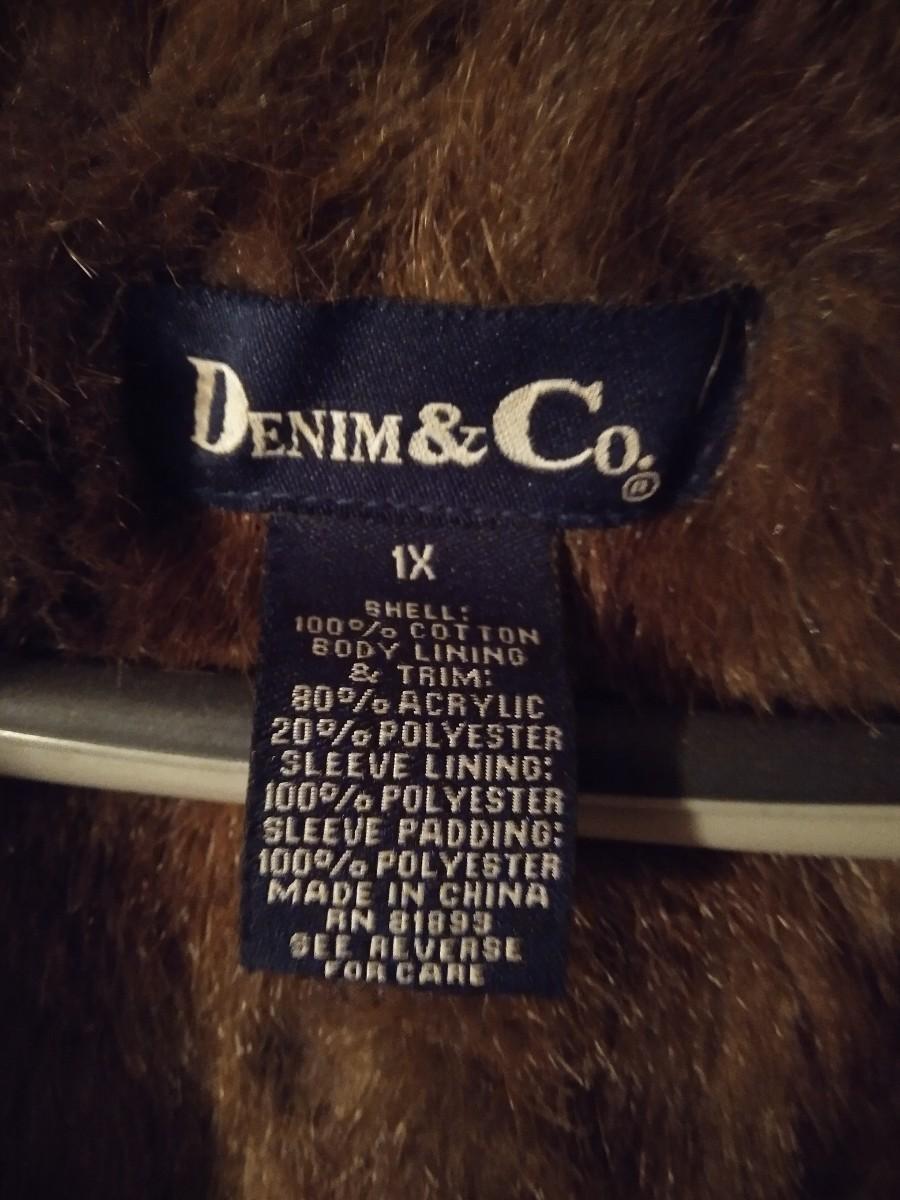 DENIM & CO.®
1X
SHELL:
100% COTTON
BODY LINING
& TRIM:
80% ACRYLIC
20% POLYESTER
SLEEVE LINING:
100% POLYESTER
SLEEVE PADDING:
100% POLYESTER
MADE IN CHINA
RN 81893
SEE REVERSE
FOR CARE